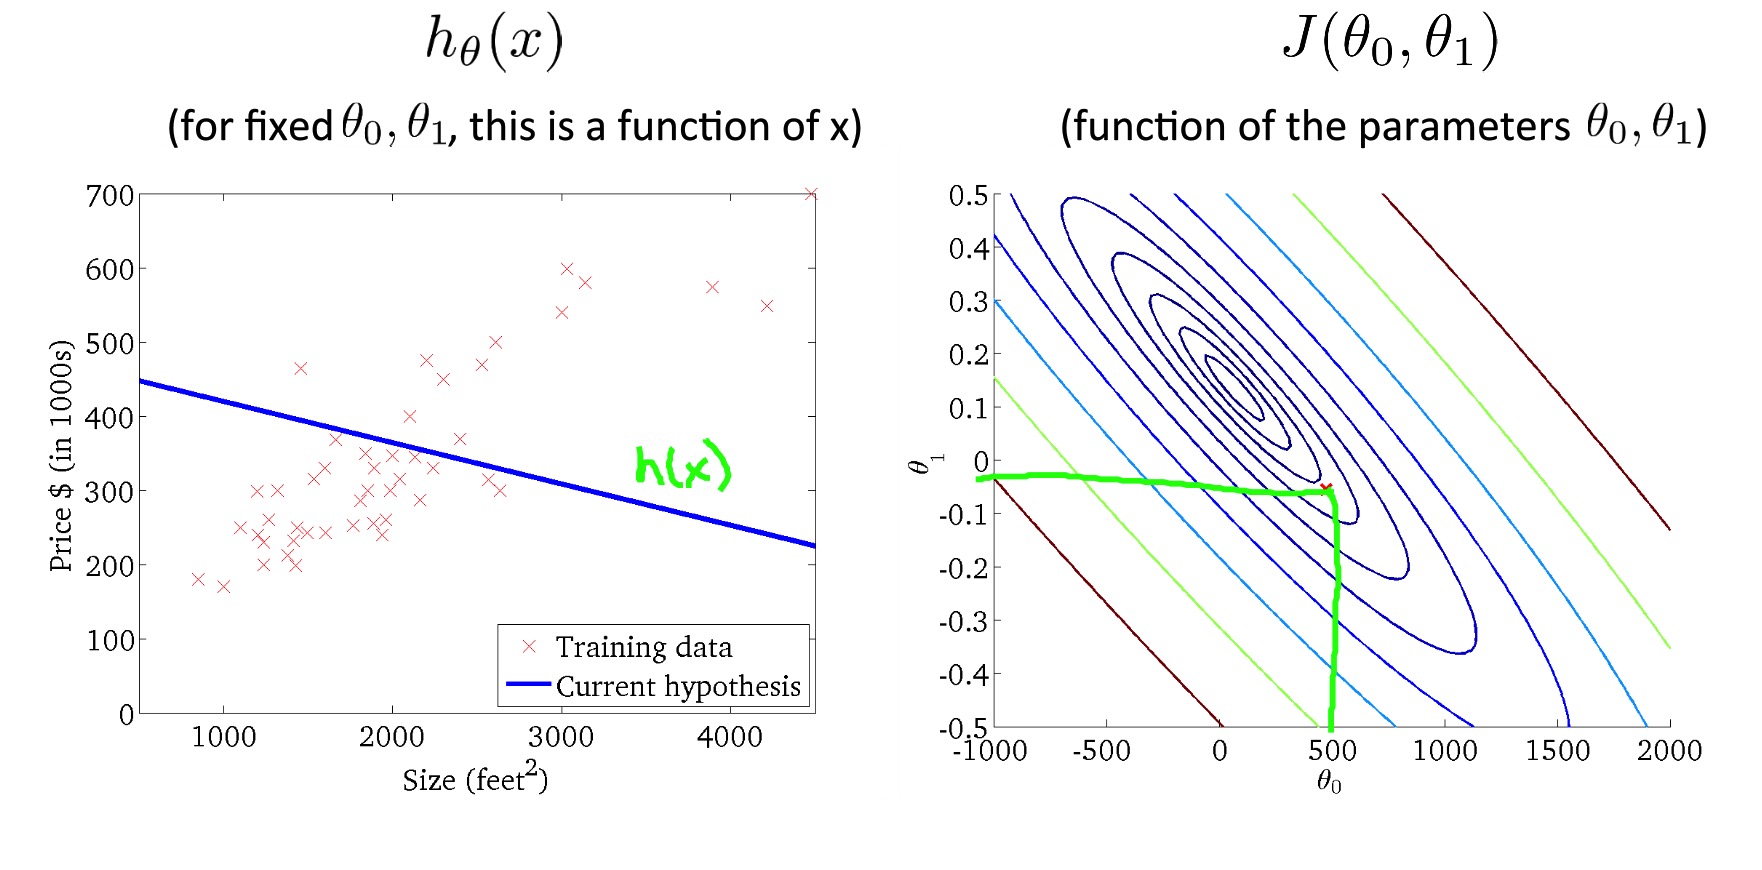 h_θ(x)
(for fixed θ₀, θ₁, this is a function of x)
700
600
500
400
300
200
100
0
Price $ (in 1000s)
h(x)
Training data
Current hypothesis
1000 2000 3000 4000
Size (feet²)
J(θ₀, θ₁)
(function of the parameters θ₀, θ₁)
0.5
0.4
0.3
0.2
0.1
0
-0.1
-0.2
-0.3
-0.4
-0.5
θ₁
-1000 -500 0 500 1000 1500 2000
θ₀